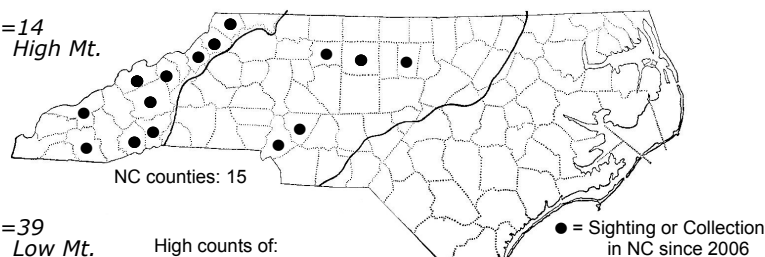 =14
High Mt.
NC counties: 15
=39
Low Mt.
High counts of:
● = Sighting or Collection
in NC since 2006